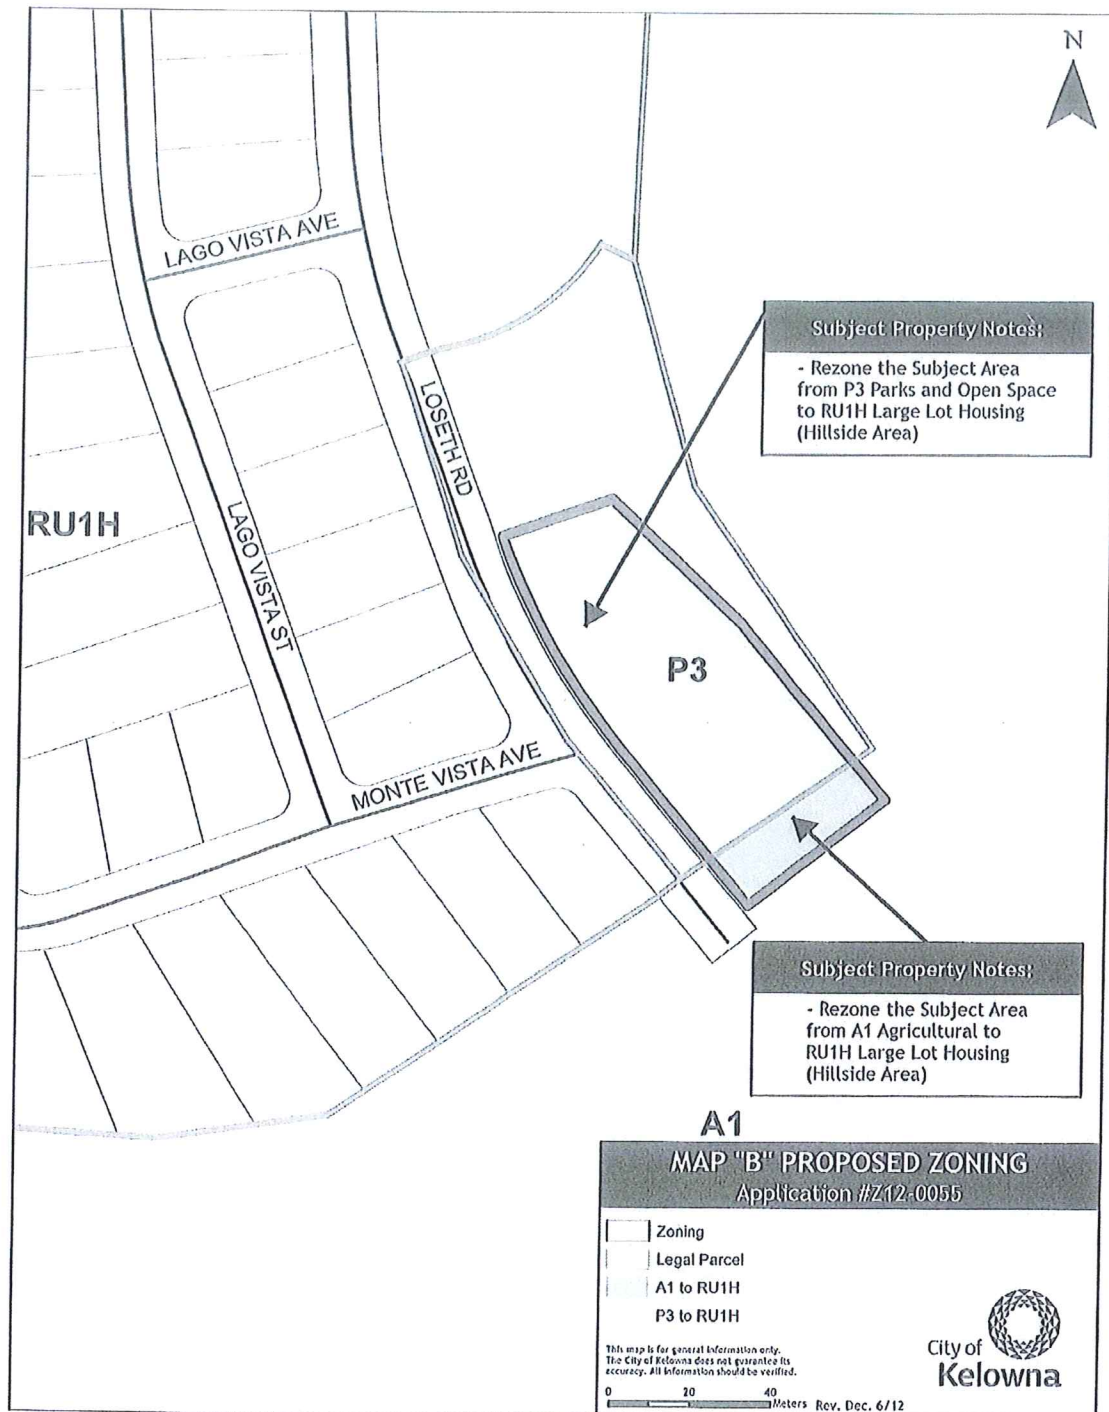 N
LAGO VISTA AVE
Subject Property Notes:
- Rezone the Subject Area
from P3 Parks and Open Space
to RU1H Large Lot Housing
(Hillside Area)
LOSETH RD
RU1H
LAGO VISTA ST
P3
MONTE VISTA AVE
Subject Property Notes:
- Rezone the Subject Area
from A1 Agricultural to
RU1H Large Lot Housing
(Hillside Area)
A1
MAP "B" PROPOSED ZONING
Application #Z12-0055
Zoning
Legal Parcel
A1 to RU1H
P3 to RU1H
This map is for general information only.
The City of Kelowna does not guarantee its
accuracy. All information should be verified.
0 20 40
Meters Rev. Dec. 6/12
City of
Kelowna